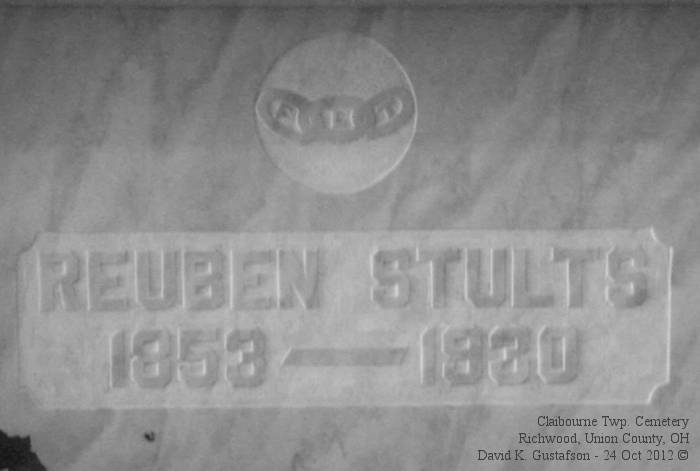 F L T
REUBEN STULTS
1853 — 1930
Claibourne Twp. Cemetery
Richwood, Union County, OH
David K. Gustafson - 24 Oct 2012 ©